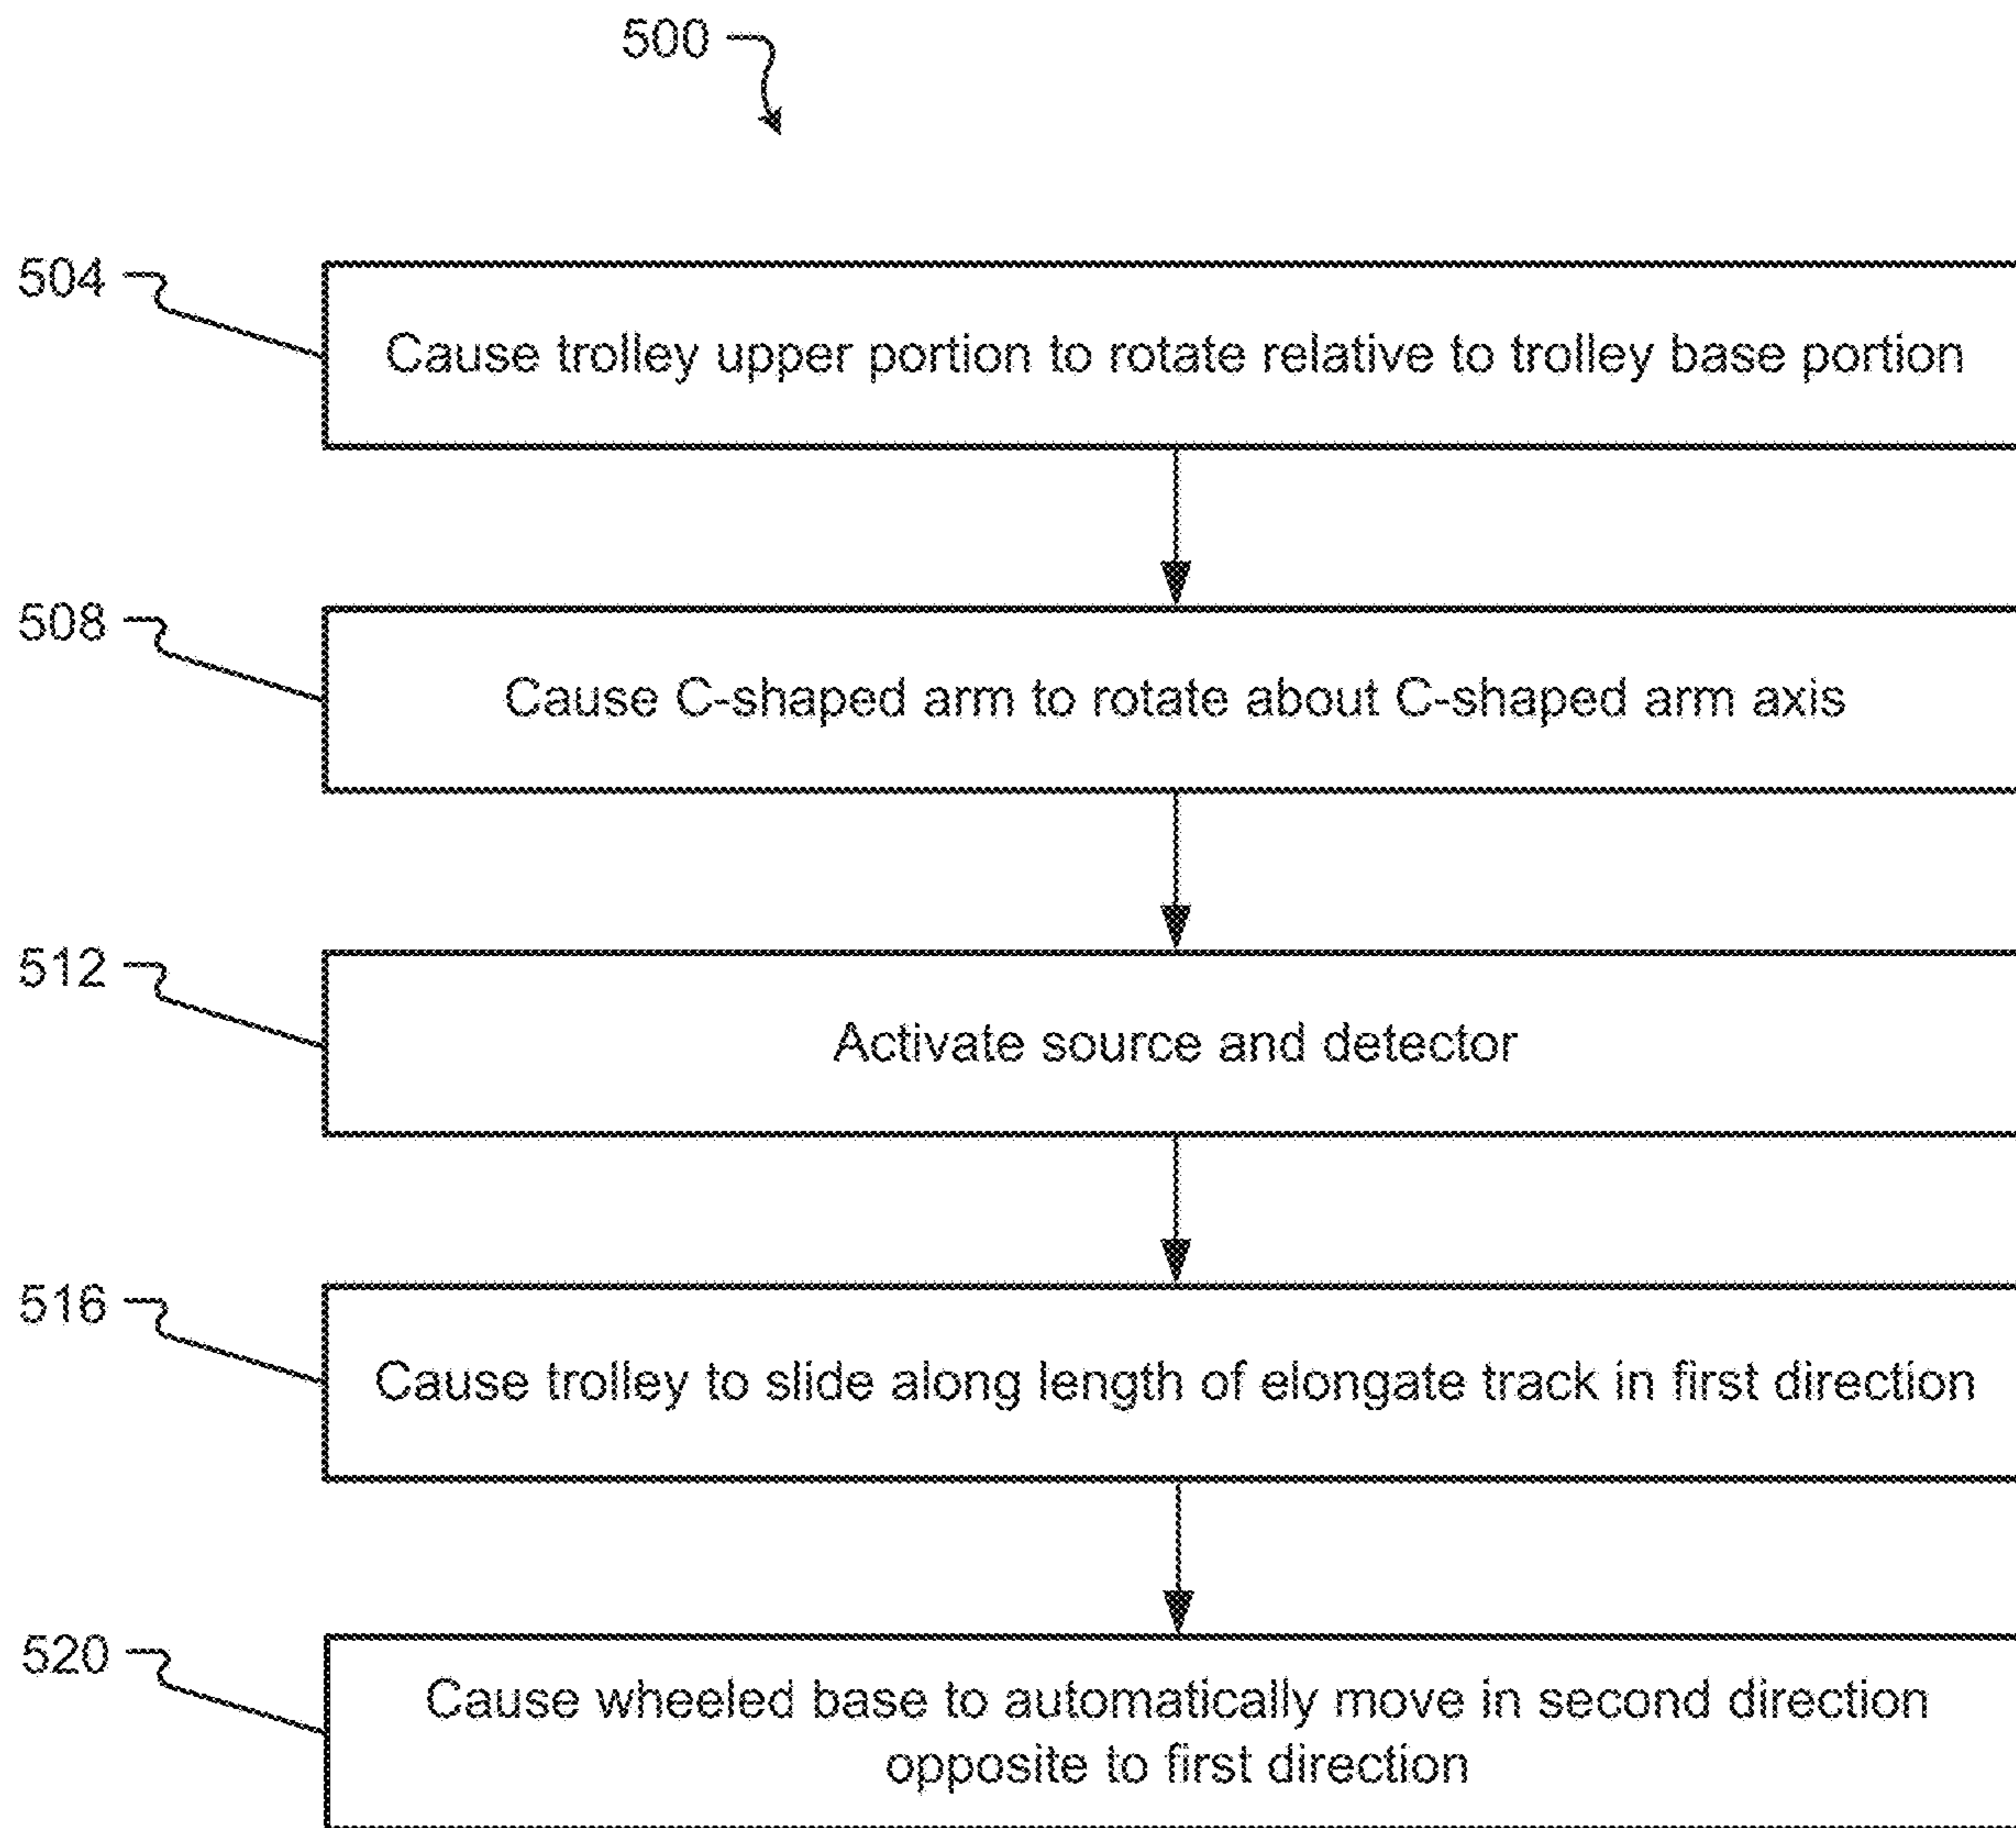 500
504
Cause trolley upper portion to rotate relative to trolley base portion
508
Cause C-shaped arm to rotate about C-shaped arm axis
512
Activate source and detector
516
Cause trolley to slide along length of elongate track in first direction
520
Cause wheeled base to automatically move in second direction
opposite to first direction